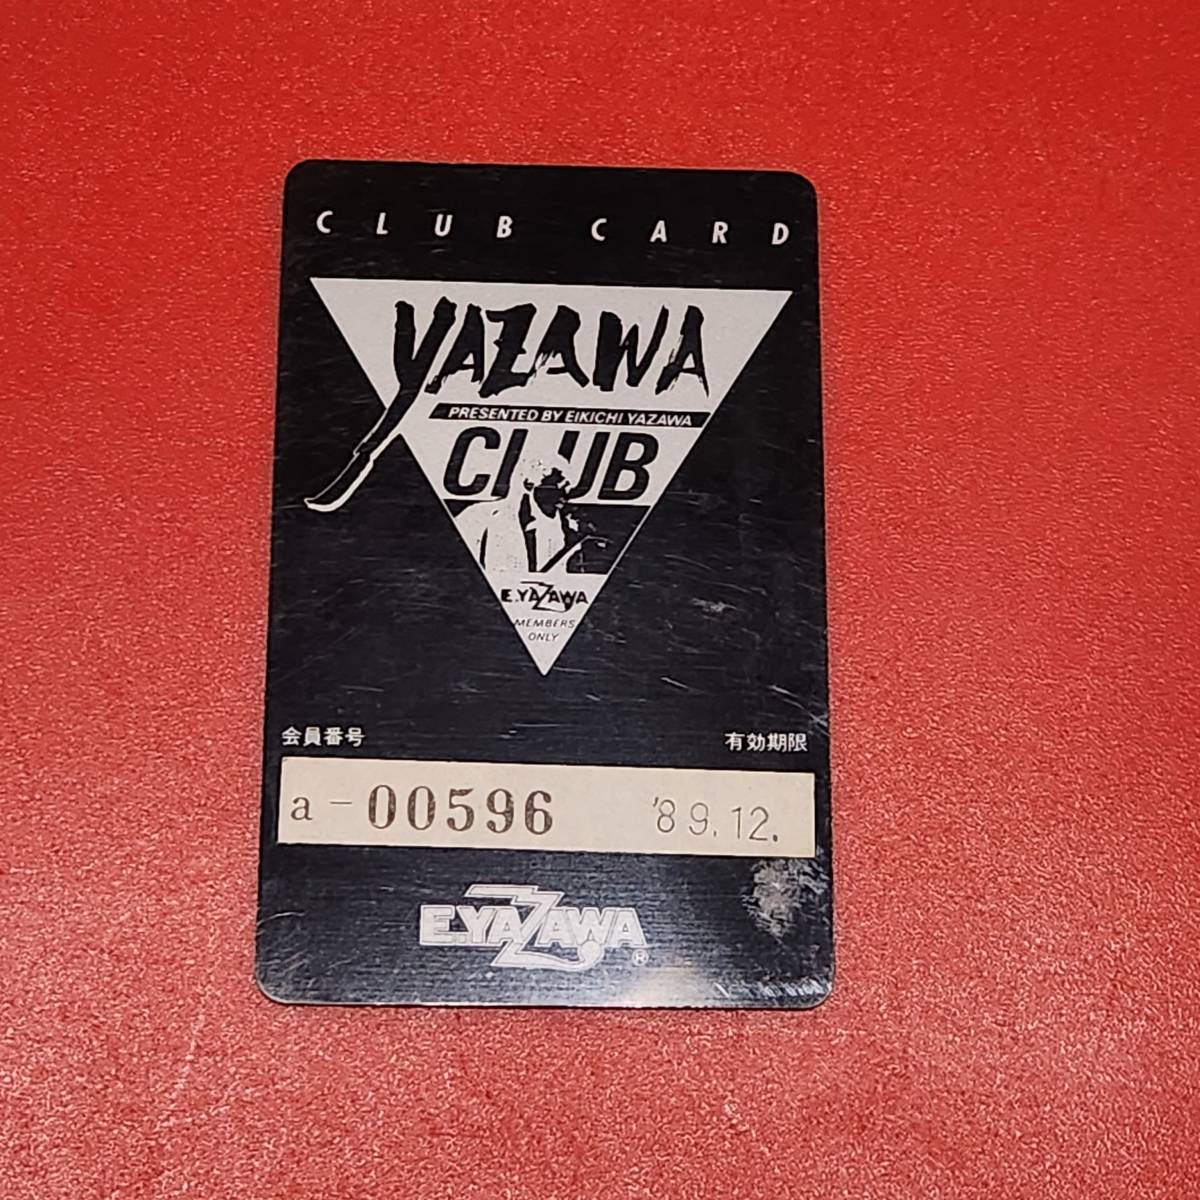 CLUB CARD
YAZAWA
PRESENTED BY EIKICHI YAZAWA
CLUB
E.YAZAWA
MEMBERS
ONLY
会員番号 有効期限
a-00596 '89.12.
E.YAZAWA®